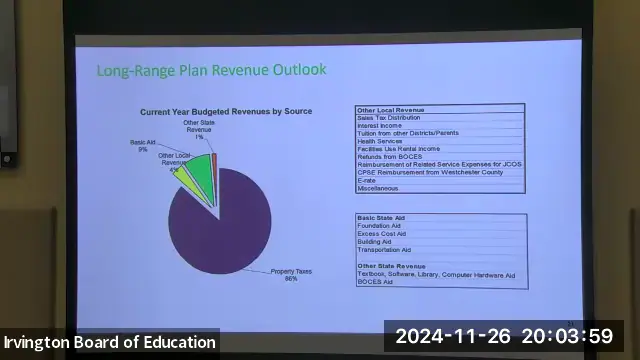 Long-Range Plan Revenue Outlook
Current Year Budgeted Revenues by Source
Other State
Revenue
1%
Basic Aid
9%
Other Local
Revenue
4%
Property Taxes
86%
Other Local Revenue
Sales Tax Distribution
Interest Income
Tuition from other Districts/Parents
Health Services
Facilities Use Rental Income
Refunds from BOCES
Reimbursement of Related Service Expenses for JCOS
CPSE Reimbursement from Westchester County
E-rate
Miscellaneous
Basic State Aid
Foundation Aid
Excess Cost Aid
Building Aid
Transportation Aid
Other State Revenue
Textbook, Software, Library, Computer Hardware Aid
BOCES Aid
Irvington Board of Education
2024-11-26 20:03:59